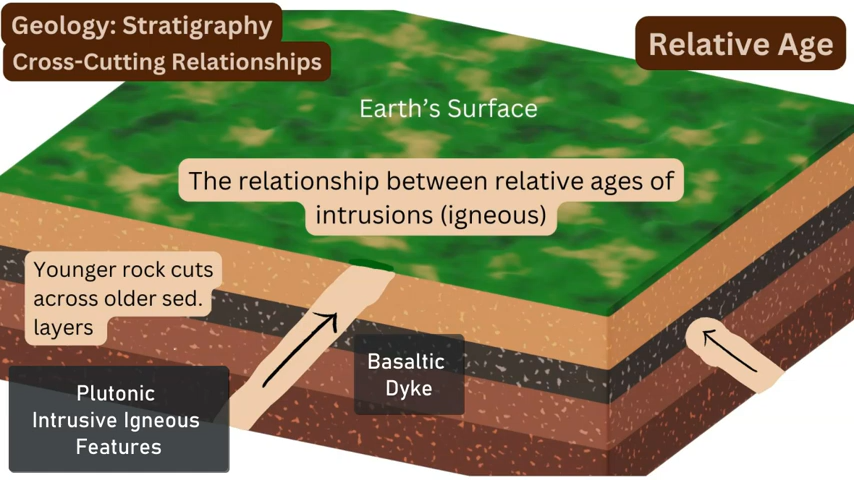 Geology: Stratigraphy
Cross-Cutting Relationships
Relative Age
Earth's Surface
The relationship between relative ages of
intrusions (igneous)
Younger rock cuts
across older sed.
layers
Basaltic
Dyke
Plutonic
Intrusive Igneous
Features